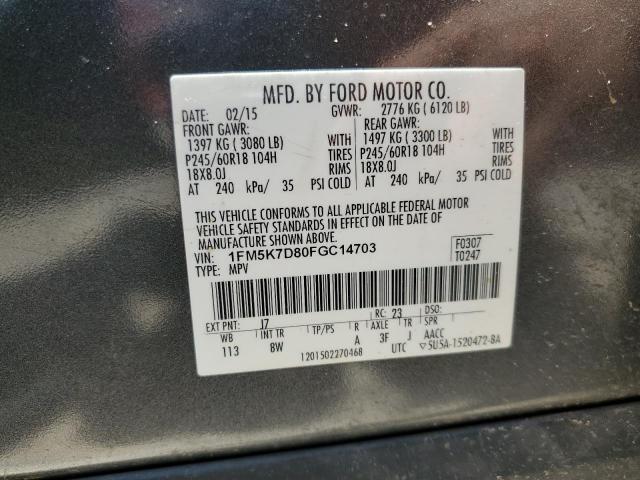 MFD. BY FORD MOTOR CO.
DATE: 02/15 GVWR: 2776 KG ( 6120 LB)
FRONT GAWR: REAR GAWR:
1397 KG ( 3080 LB) WITH 1497 KG ( 3300 LB) WITH
P245/60R18 104H TIRES P245/60R18 104H TIRES
18X8.0J RIMS 18X8.0J RIMS
AT 240 kPa/ 35 PSI COLD AT 240 kPa/ 35 PSI COLD
THIS VEHICLE CONFORMS TO ALL APPLICABLE FEDERAL MOTOR
VEHICLE SAFETY STANDARDS IN EFFECT ON THE DATE OF
MANUFACTURE SHOWN ABOVE.
VIN: 1FM5K7D80FGC14703 F0307
TYPE: MPV T0247
EXT PNT: J7 RC: 23 DSO:
WB INT TR TP/PS R AXLE TR SPR
113 8W A 3F J AACC
1201502270468 UTC ▽5U5A-1520472-BA